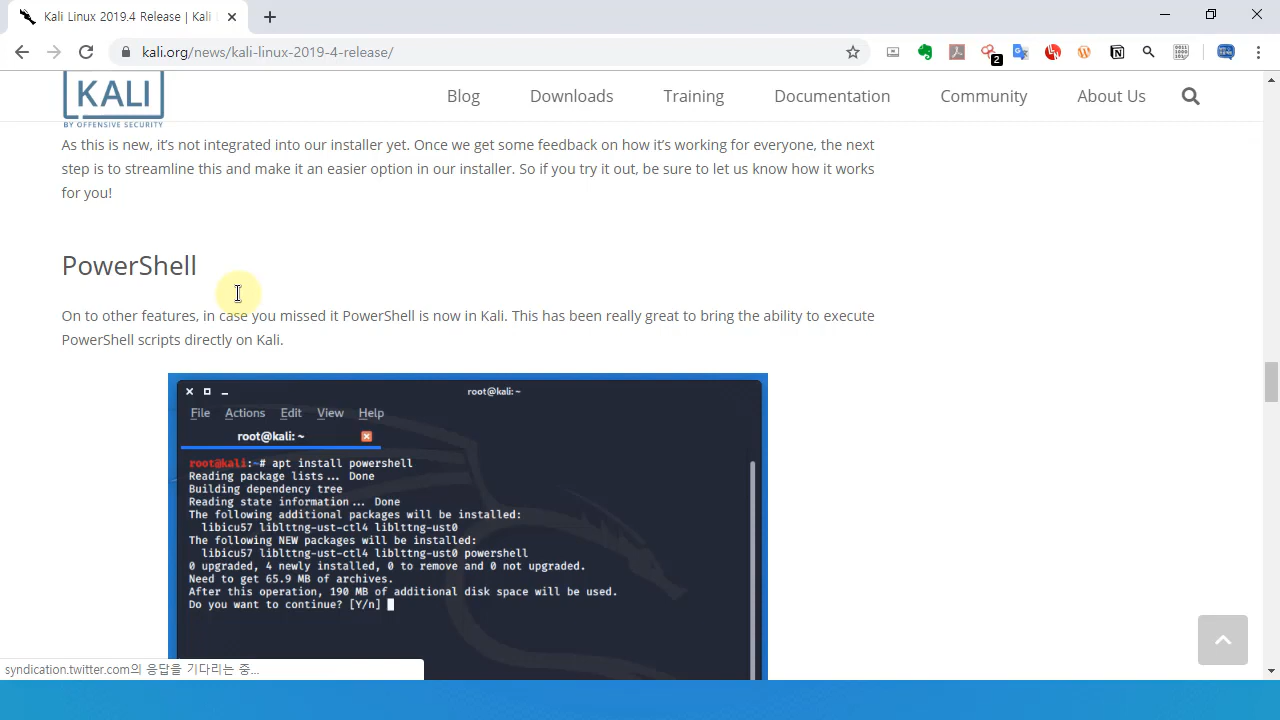 Kali Linux 2019.4 Release | Kali
kali.org/news/kali-linux-2019-4-release/
2
KALI
BY OFFENSIVE SECURITY
Blog Downloads Training Documentation Community About Us
As this is new, it’s not integrated into our installer yet. Once we get some feedback on how it’s working for everyone, the next
step is to streamline this and make it an easier option in our installer. So if you try it out, be sure to let us know how it works
for you!
PowerShell
On to other features, in case you missed it PowerShell is now in Kali. This has been really great to bring the ability to execute
PowerShell scripts directly on Kali.
root@kali: ~
File Actions Edit View Help
root@kali: ~
root@kali:~# apt install powershell
Reading package lists... Done
Building dependency tree
Reading state information... Done
The following additional packages will be installed:
libicu57 liblttng-ust-ctl4 liblttng-ust0
The following NEW packages will be installed:
libicu57 liblttng-ust-ctl4 liblttng-ust0 powershell
0 upgraded, 4 newly installed, 0 to remove and 0 not upgraded.
Need to get 65.9 MB of archives.
After this operation, 190 MB of additional disk space will be used.
Do you want to continue? [Y/n]
syndication.twitter.com의 응답을 기다리는 중...